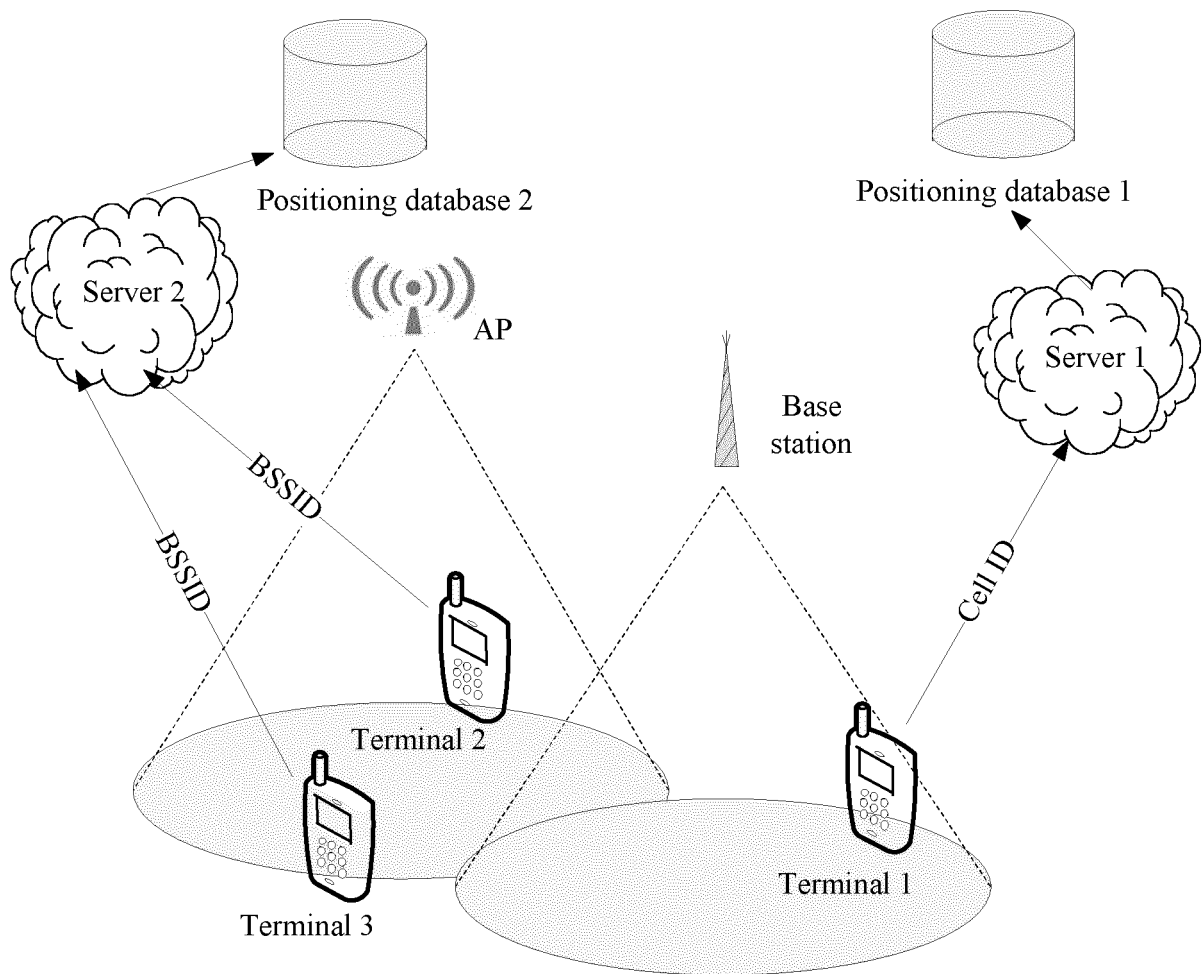 Positioning database 2
Positioning database 1
Server 2
AP
Server 1
Base
station
BSSID
BSSID
Cell ID
Terminal 2
Terminal 1
Terminal 3